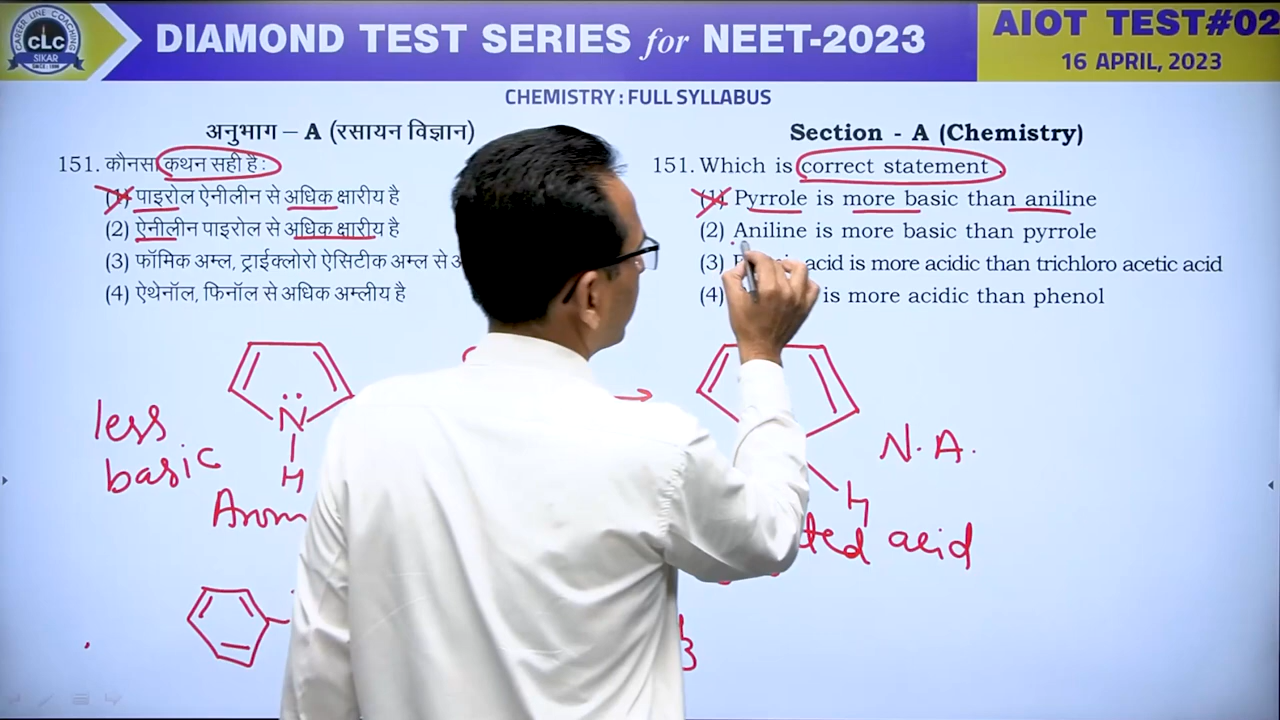 CAREER LINE COACHING
CLC
SIKAR
DIAMOND TEST SERIES for NEET-2023
AIOT TEST#02
16 APRIL, 2023
CHEMISTRY : FULL SYLLABUS
अनुभाग – A (रसायन विज्ञान)
151. कौनसा कथन सही है :
(1) पाइरोल ऐनीलीन से अधिक क्षारीय है
(2) ऐनीलीन पाइरोल से अधिक क्षारीय है
(3) फॉमिक अम्ल, ट्राईक्लोरो ऐसिटीक अम्ल से अ
(4) ऐथेनॉल, फिनॉल से अधिक अम्लीय है
Section - A (Chemistry)
151. Which is correct statement .
(1) Pyrrole is more basic than aniline
(2) Aniline is more basic than pyrrole
(3) acid is more acidic than trichloro acetic acid
(4) is more acidic than phenol
less
basic
N
H
Arom
N.A.
H
ted acid